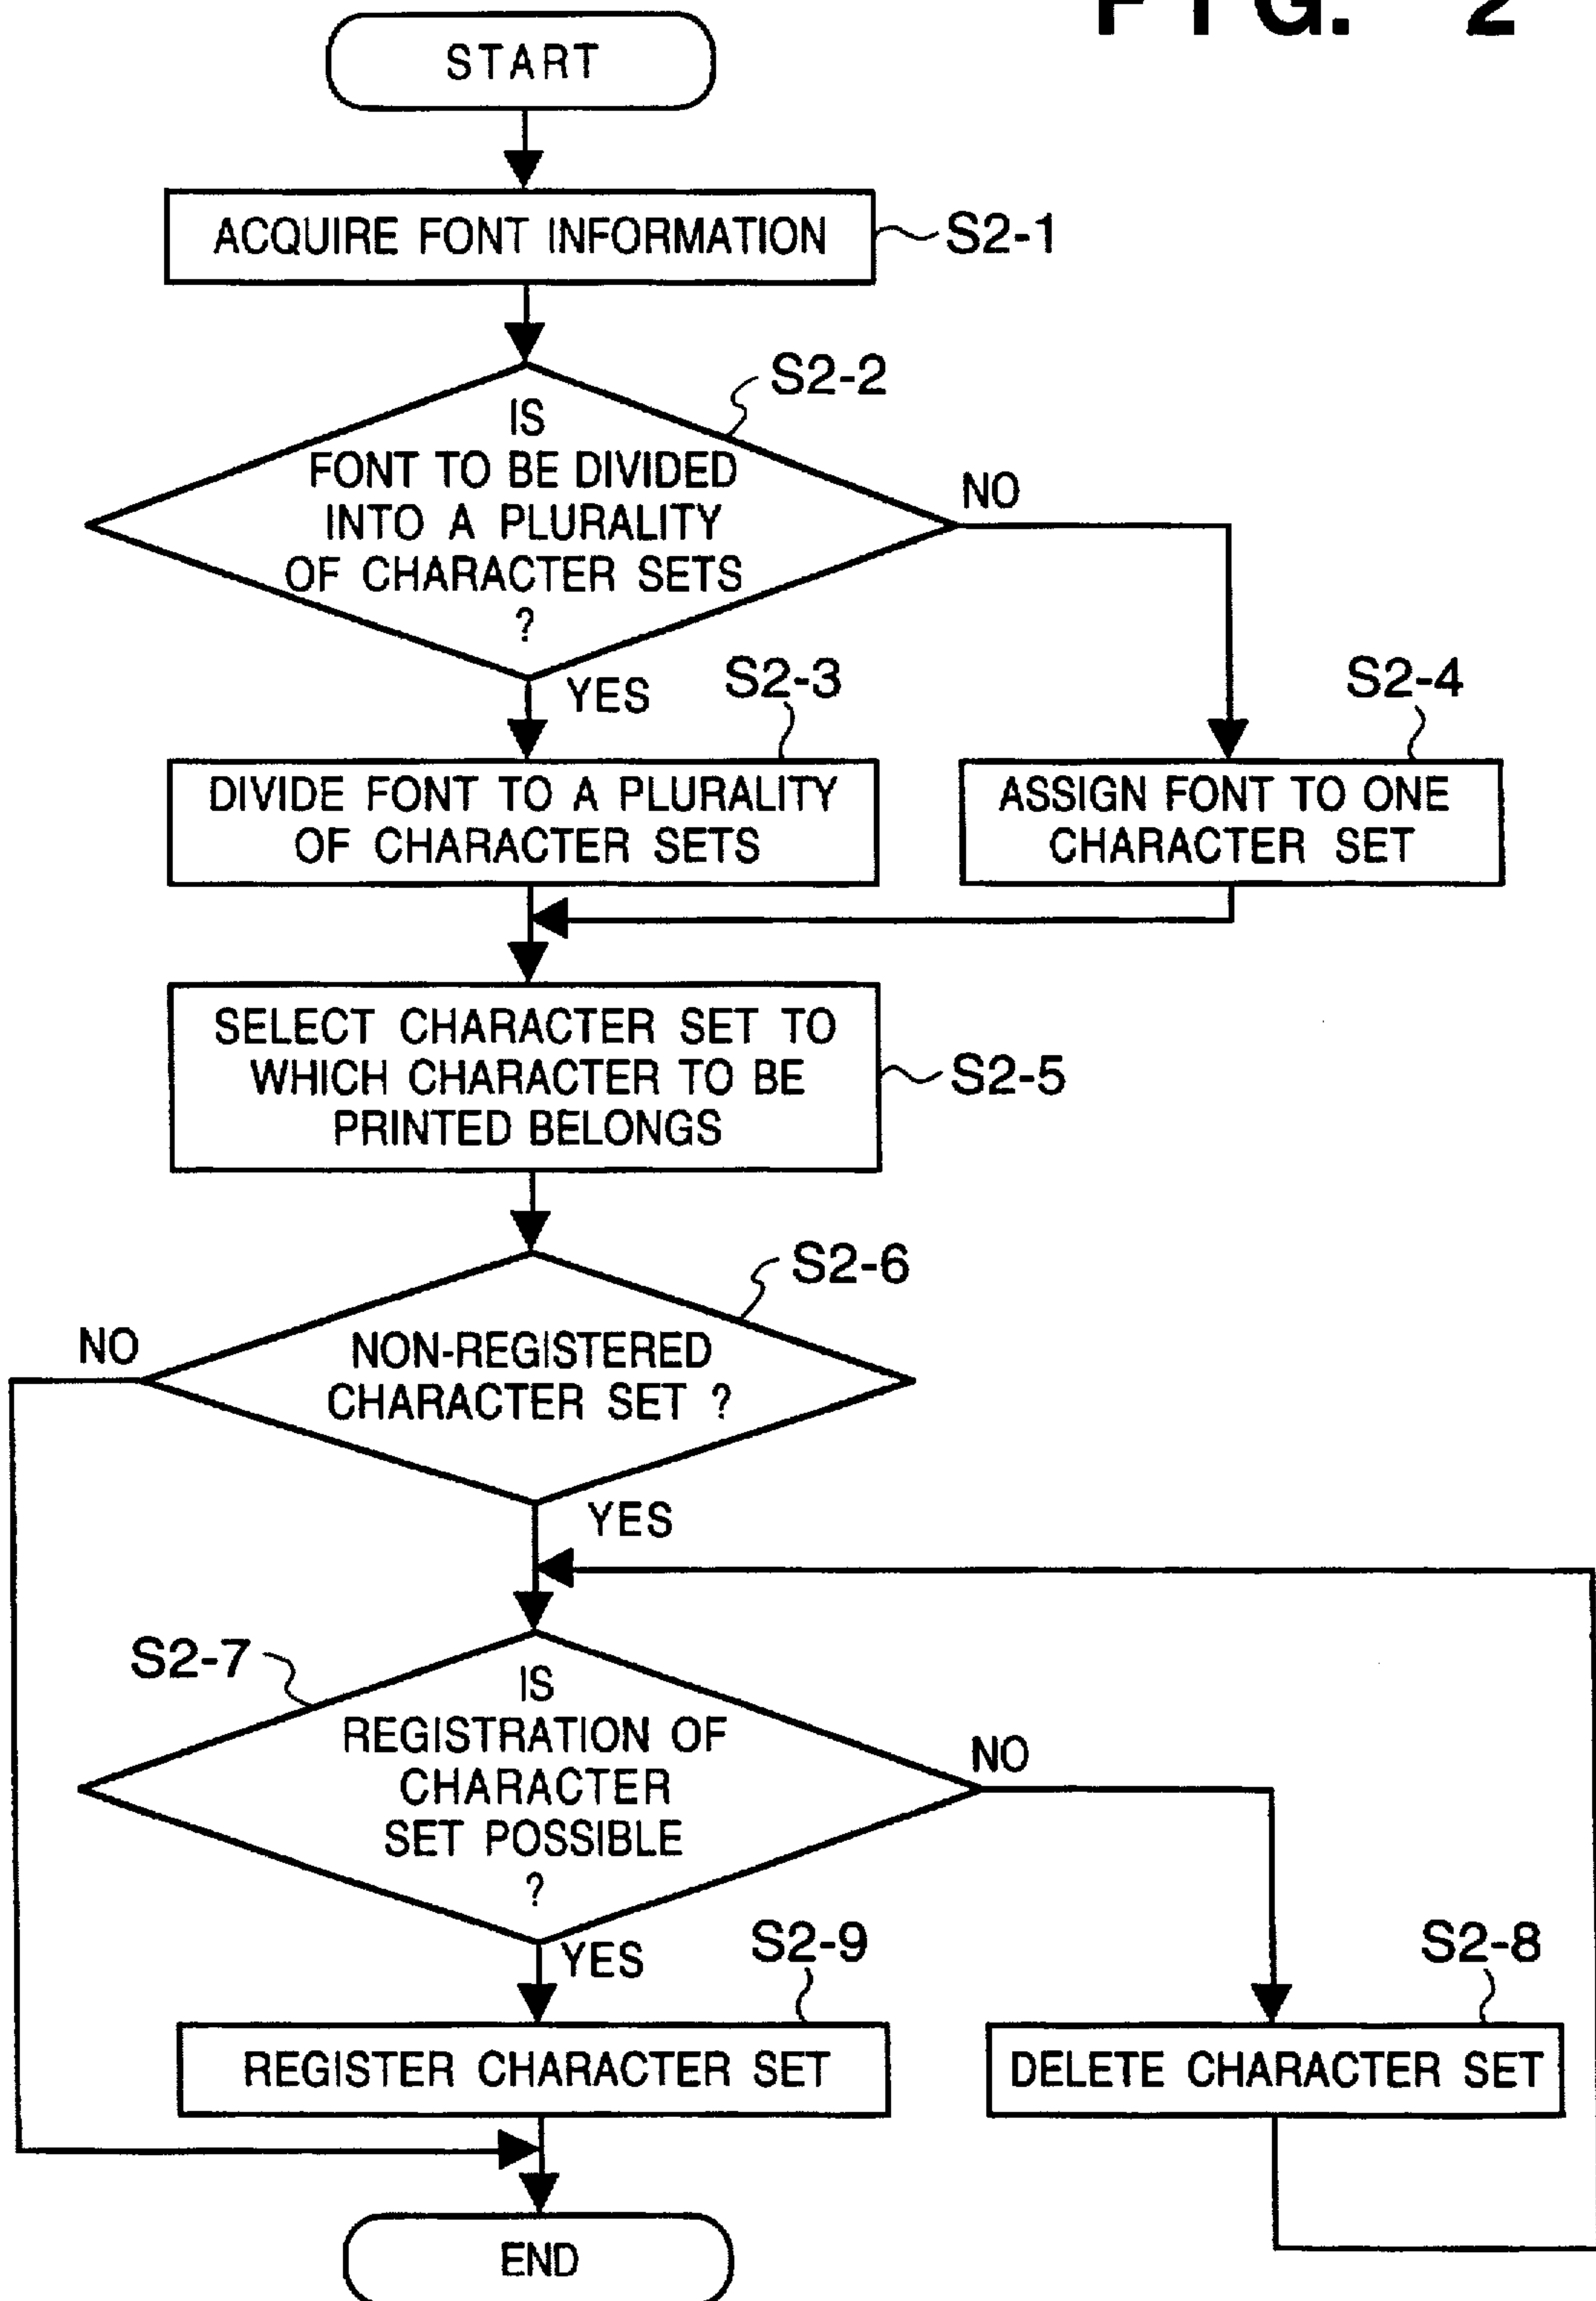 FIG. 2
START
ACQUIRE FONT INFORMATION
S2-1
S2-2
IS
FONT TO BE DIVIDED
INTO A PLURALITY
OF CHARACTER SETS
?
NO
YES
S2-3
S2-4
DIVIDE FONT TO A PLURALITY
OF CHARACTER SETS
ASSIGN FONT TO ONE
CHARACTER SET
SELECT CHARACTER SET TO
WHICH CHARACTER TO BE
PRINTED BELONGS
S2-5
S2-6
NO
NON-REGISTERED
CHARACTER SET ?
YES
S2-7
IS
REGISTRATION OF
CHARACTER
SET POSSIBLE
?
NO
YES
S2-9
S2-8
REGISTER CHARACTER SET
DELETE CHARACTER SET
END